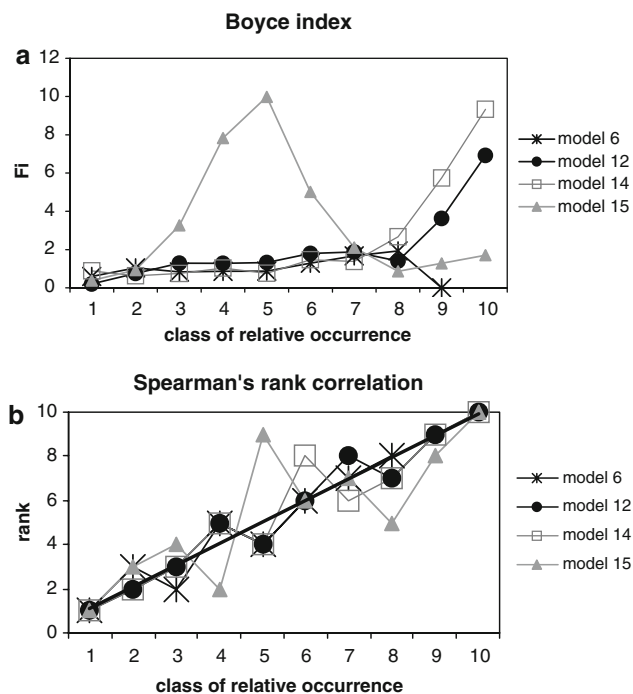 Boyce index
a
12
10
8
6
4
2
0
Fi
1 2 3 4 5 6 7 8 9 10
class of relative occurrence
model 6
model 12
model 14
model 15
Spearman's rank correlation
b
10
8
6
4
2
0
rank
1 2 3 4 5 6 7 8 9 10
class of relative occurrence
model 6
model 12
model 14
model 15